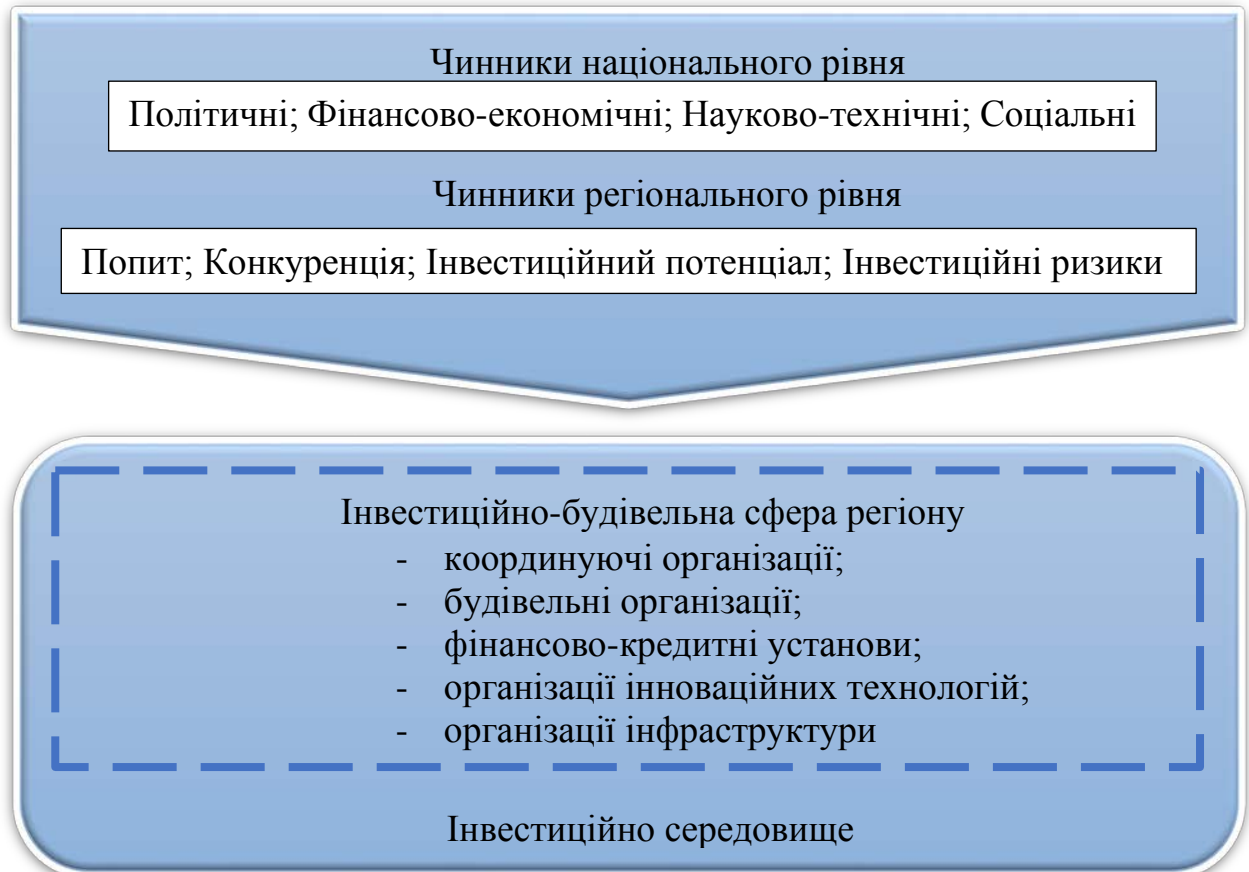 Чинники національного рівня
Політичні; Фінансово-економічні; Науково-технічні; Соціальні
Чинники регіонального рівня
Попит; Конкуренція; Інвестиційний потенціал; Інвестиційні ризики
Інвестиційно-будівельна сфера регіону
- координуючі організації;
- будівельні організації;
- фінансово-кредитні установи;
- організації інноваційних технологій;
- організації інфраструктури
Інвестиційно середовище